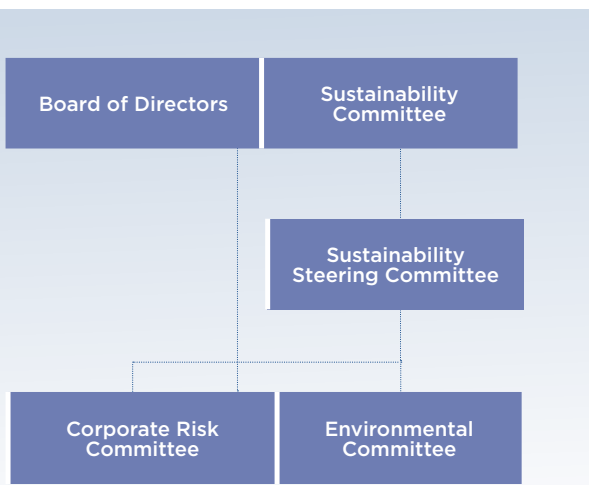 Board of Directors
Sustainability
Committee
Sustainability
Steering Committee
Corporate Risk
Committee
Environmental
Committee